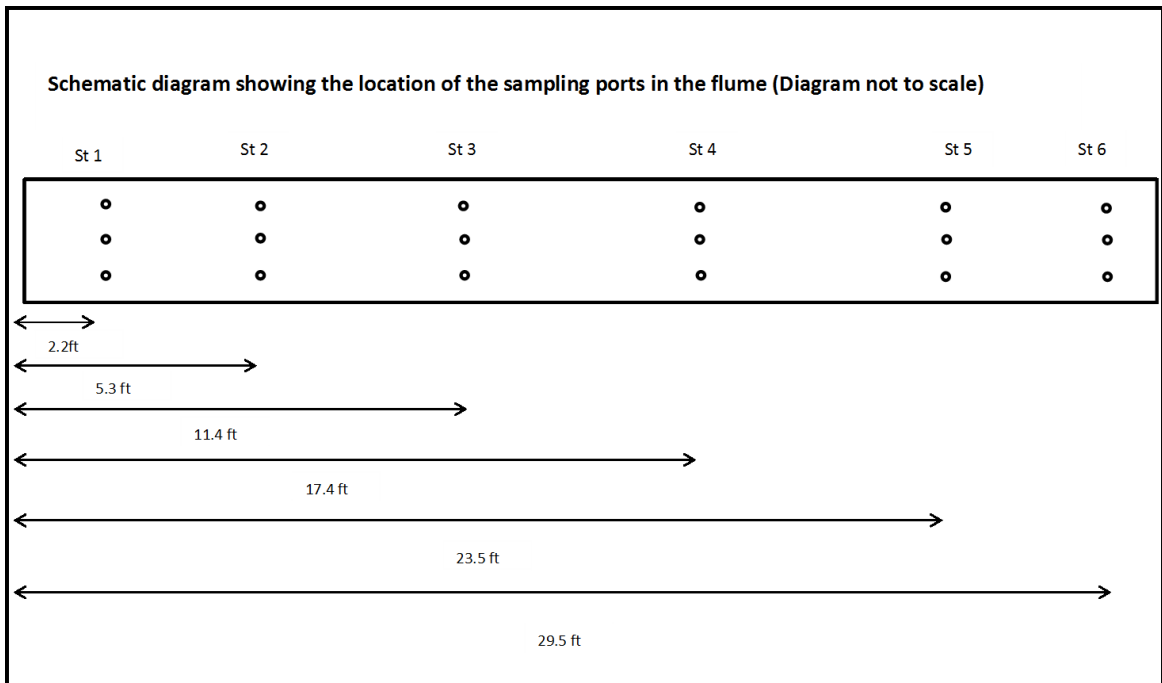 Schematic diagram showing the location of the sampling ports in the flume (Diagram not to scale)
St 1
St 2
St 3
St 4
St 5
St 6
2.2ft
5.3 ft
11.4 ft
17.4 ft
23.5 ft
29.5 ft